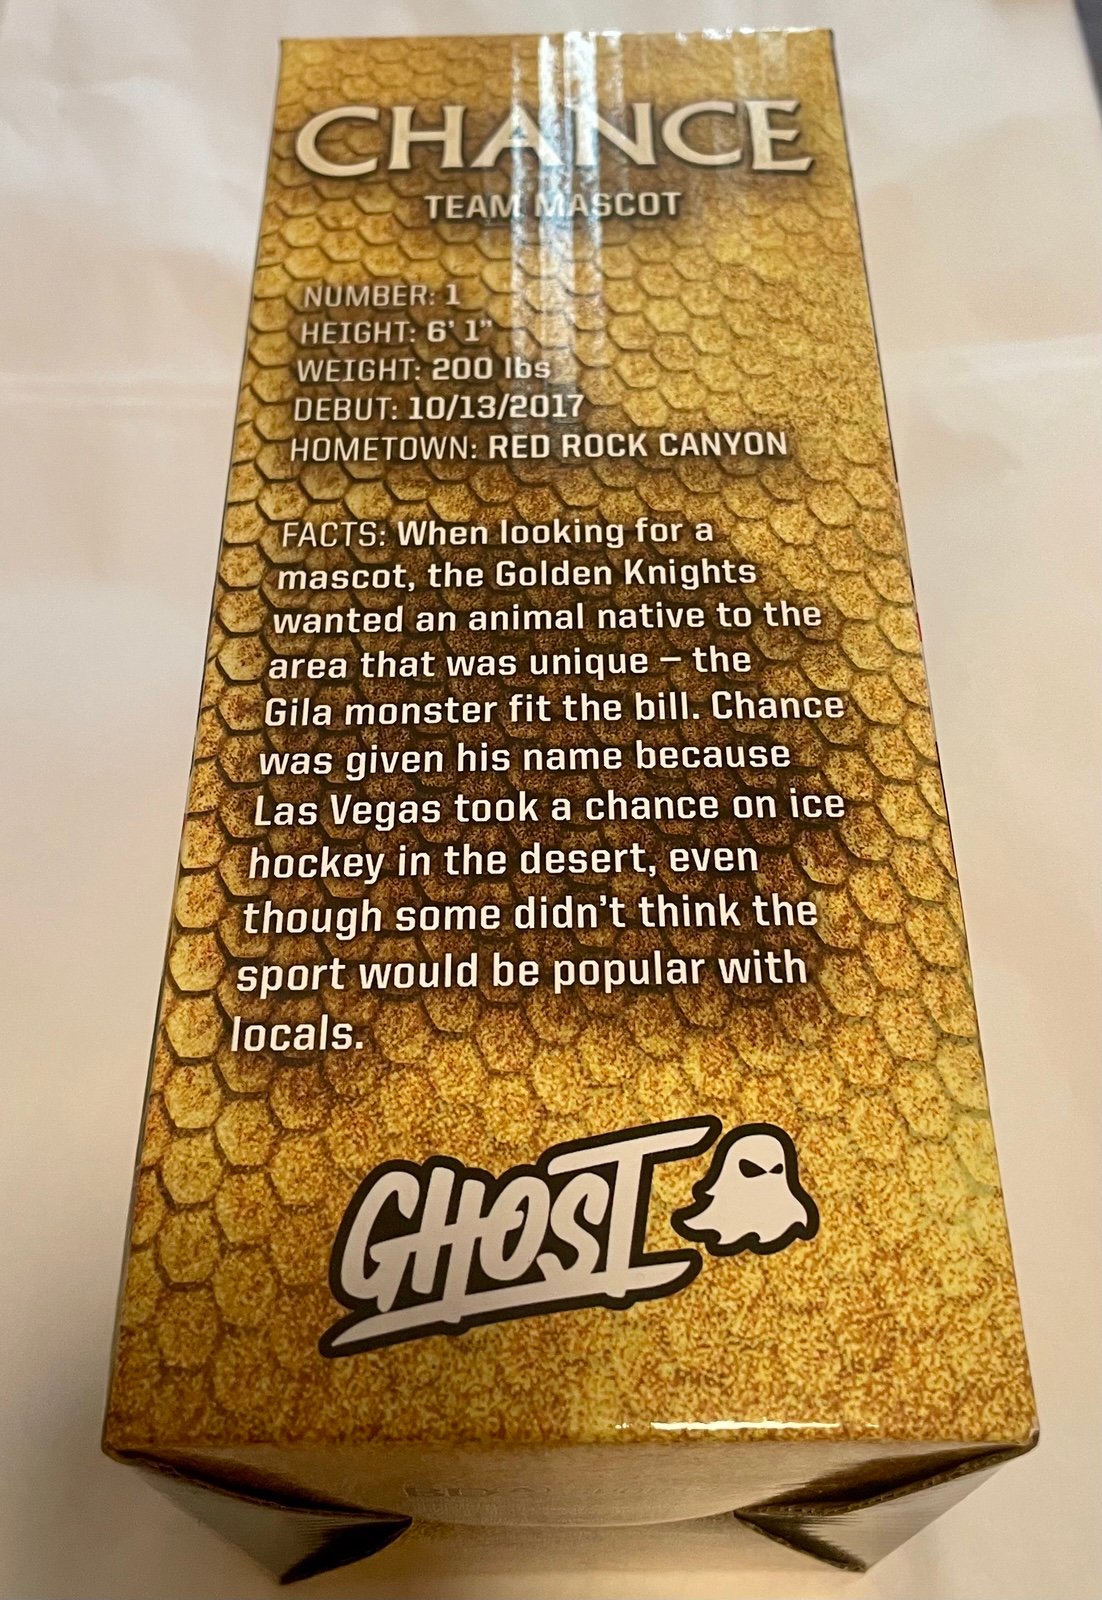 CHANCE
TEAM MASCOT
NUMBER: 1
HEIGHT: 6' 1"
WEIGHT: 200 lbs
DEBUT: 10/13/2017
HOMETOWN: RED ROCK CANYON
FACTS: When looking for a
mascot, the Golden Knights
wanted an animal native to the
area that was unique – the
Gila monster fit the bill. Chance
was given his name because
Las Vegas took a chance on ice
hockey in the desert, even
though some didn't think the
sport would be popular with
locals.
GHOST